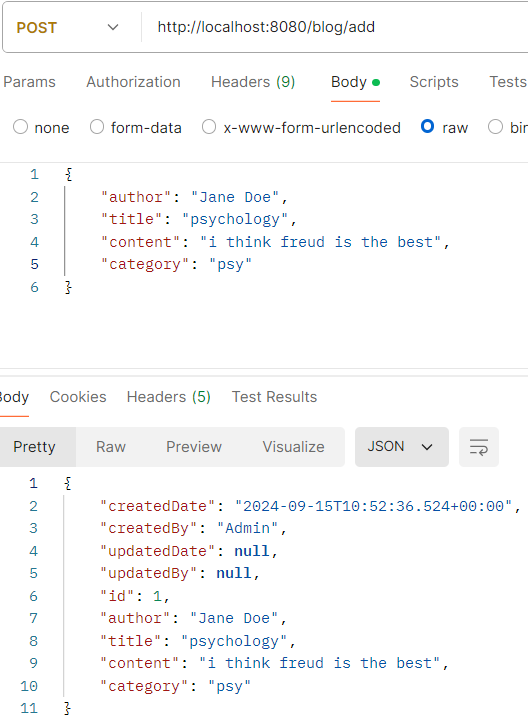 POST http://localhost:8080/blog/add
Params Authorization Headers (9) Body Scripts Tests
none form-data x-www-form-urlencoded raw bin
1 {
2 "author": "Jane Doe",
3 "title": "psychology",
4 "content": "i think freud is the best",
5 "category": "psy"
6 }
Body Cookies Headers (5) Test Results
Pretty Raw Preview Visualize JSON
1 {
2 "createdDate": "2024-09-15T10:52:36.524+00:00",
3 "createdBy": "Admin",
4 "updatedDate": null,
5 "updatedBy": null,
6 "id": 1,
7 "author": "Jane Doe",
8 "title": "psychology",
9 "content": "i think freud is the best",
10 "category": "psy"
11 }